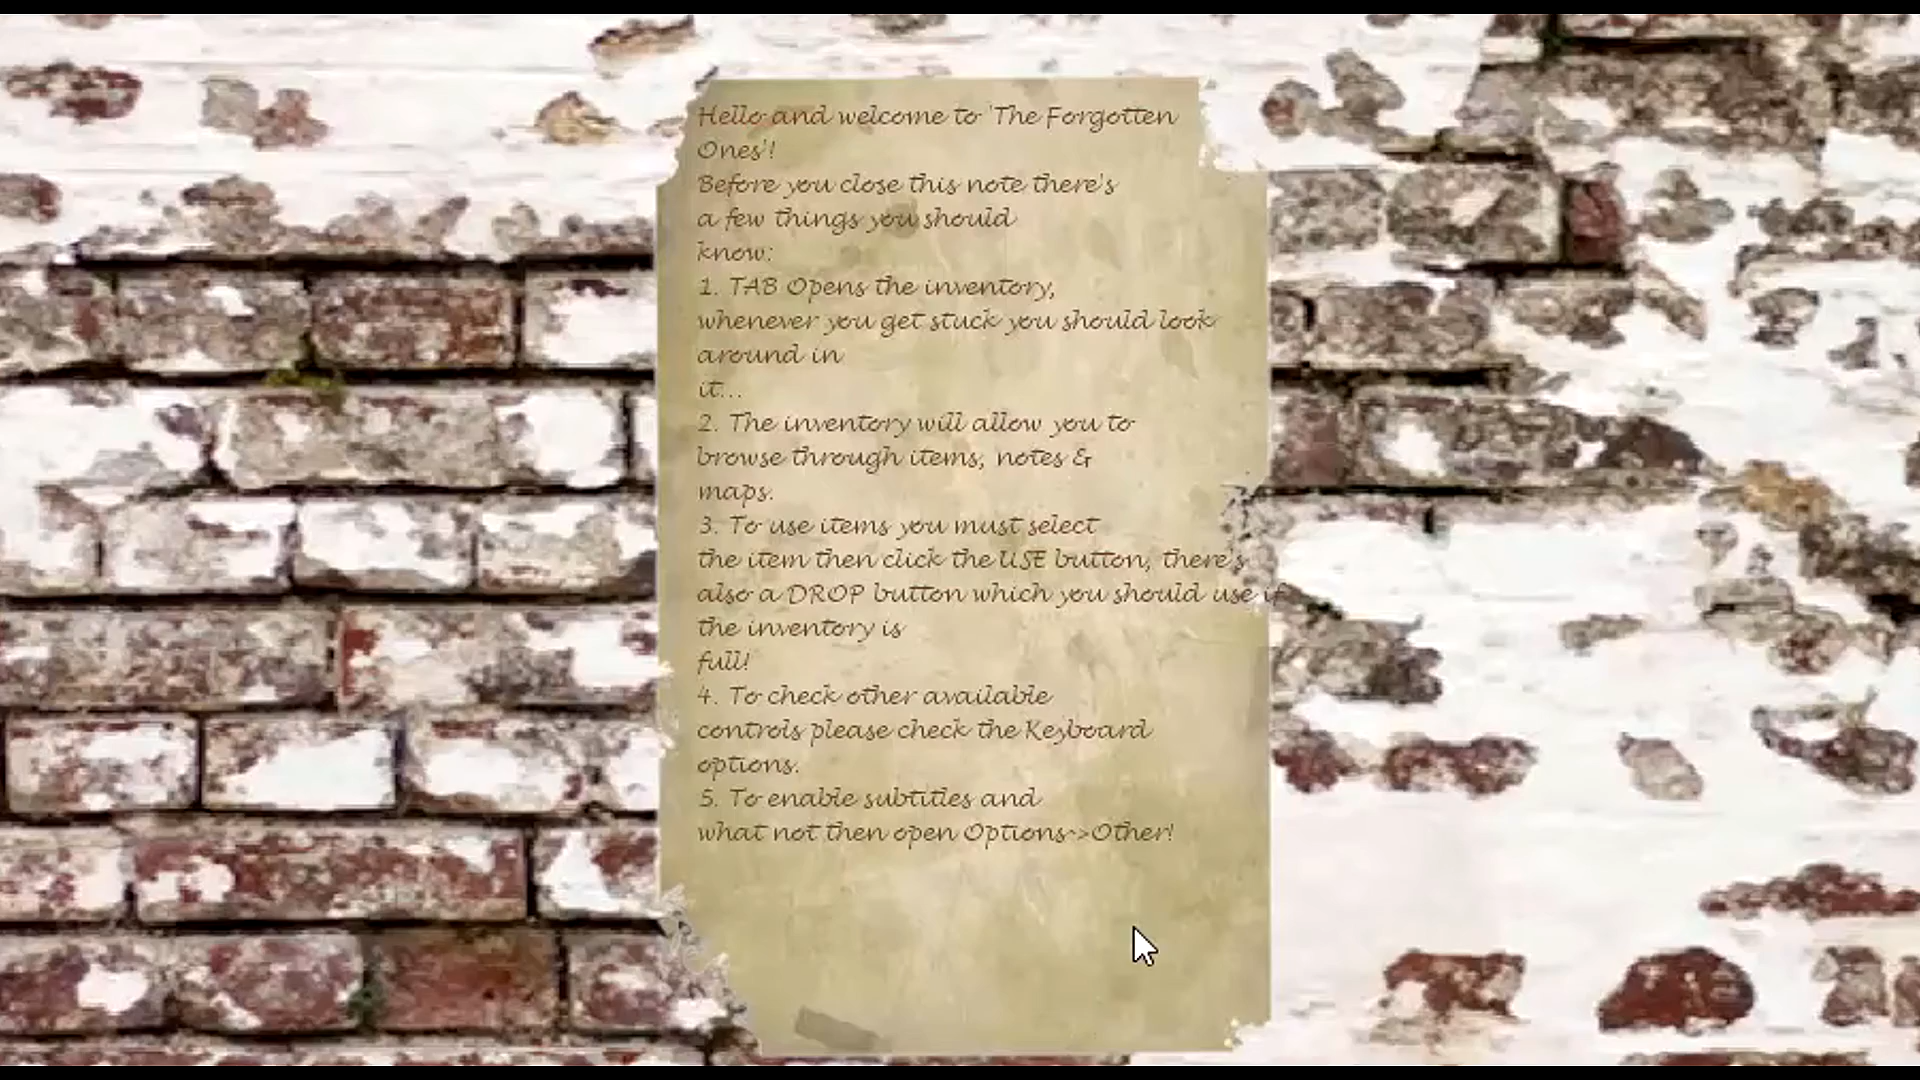 Hello and welcome to 'The Forgotten
Ones'!
Before you close this note there's
a few things you should
know:
1. TAB Opens the inventory,
whenever you get stuck you should look
around in
it...
2. The inventory will allow you to
browse through items, notes &
maps.
3. To use items you must select
the item then click the USE button, there's
also a DROP button which you should use if
the inventory is
full!
4. To check other available
controls please check the Keyboard
options.
5. To enable subtitles and
what not then open Options->Other!